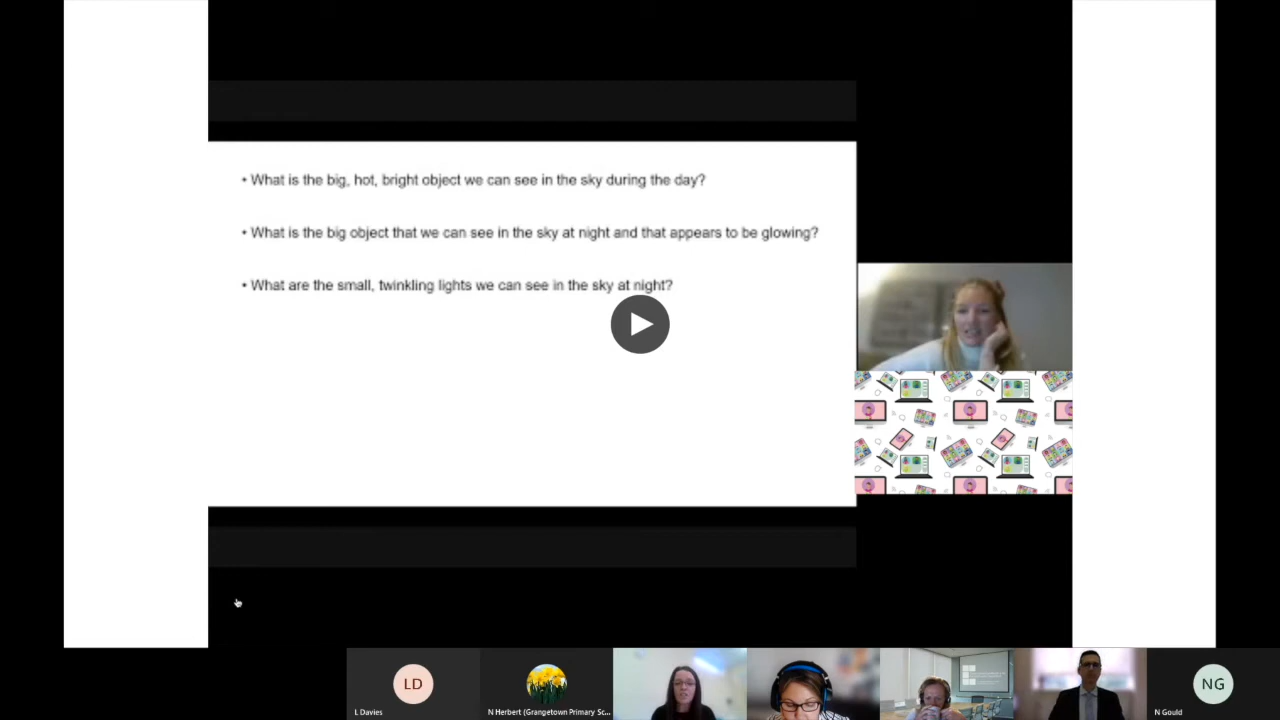 • What is the big, hot, bright object we can see in the sky during the day?
• What is the big object that we can see in the sky at night and that appears to be glowing?
• What are the small, twinkling lights we can see in the sky at night?
LD
L Davies
N Herbert (Grangetown Primary Sc...
NG
N Gould